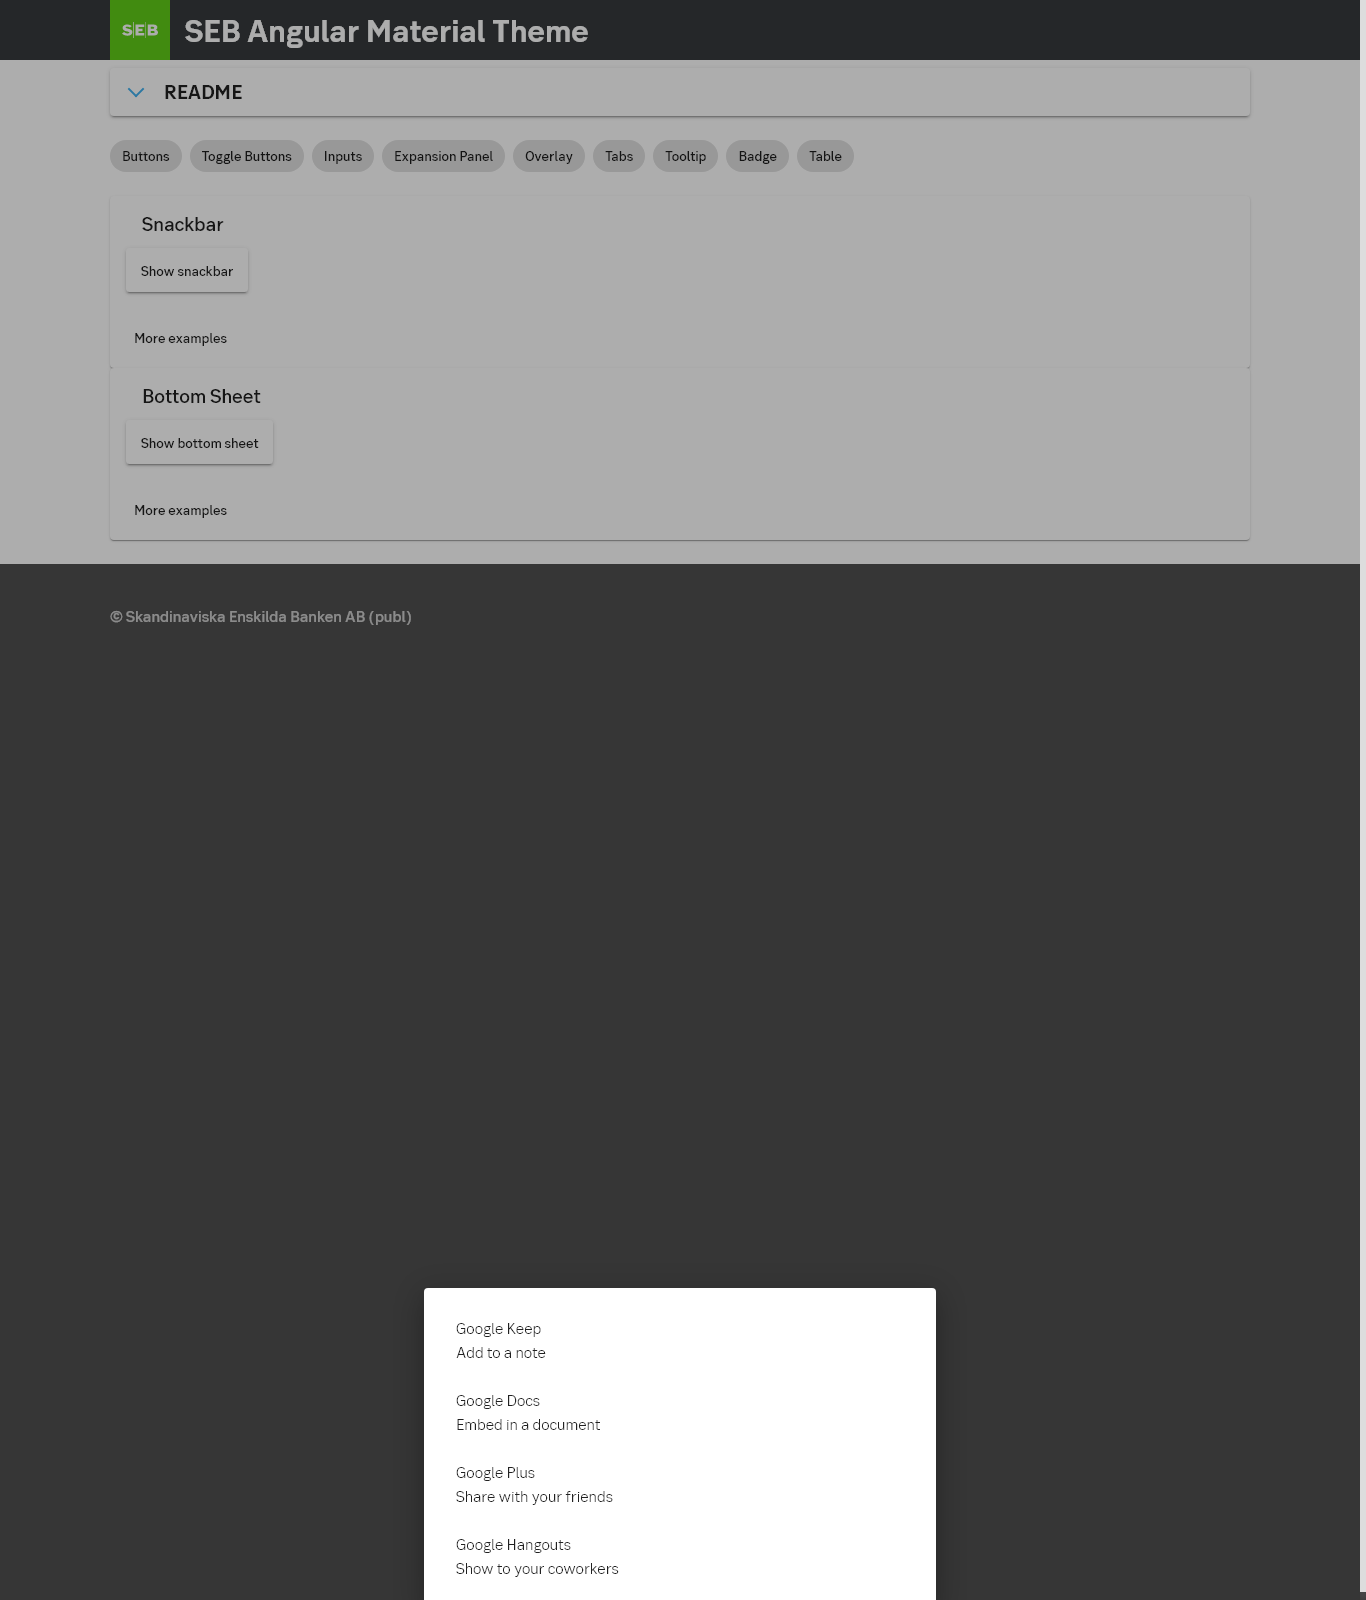 SEB
SEB Angular Material Theme
README
Buttons
Toggle Buttons
Inputs
Expansion Panel
Overlay
Tabs
Tooltip
Badge
Table
Snackbar
Show snackbar
More examples
Bottom Sheet
Show bottom sheet
More examples
© Skandinaviska Enskilda Banken AB (publ)
Google Keep
Add to a note
Google Docs
Embed in a document
Google Plus
Share with your friends
Google Hangouts
Show to your coworkers